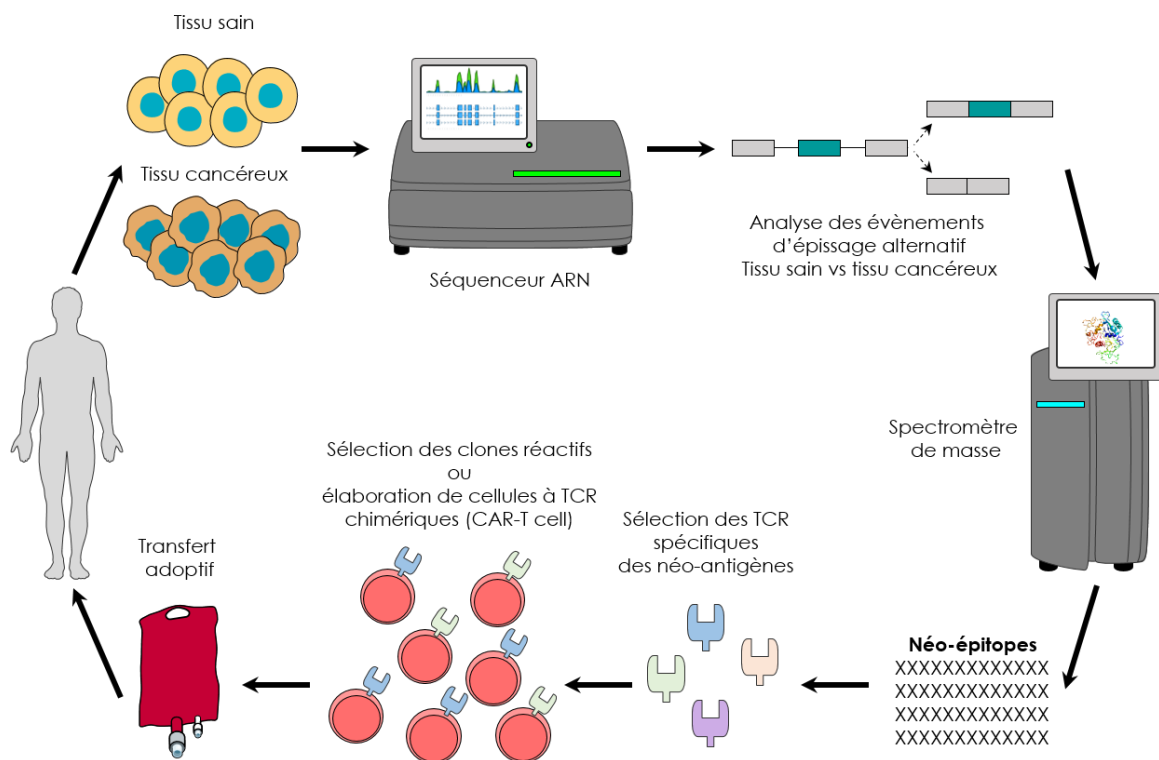 Tissu sain
Tissu cancéreux
Séquenceur ARN
Analyse des évènements
d'épissage alternatif
Tissu sain vs tissu cancéreux
Spectromètre
de masse
Néo-épitopes
XXXXXXXXXXXXX
XXXXXXXXXXXXX
XXXXXXXXXXXXX
XXXXXXXXXXXXX
Sélection des TCR
spécifiques
des néo-antigènes
Sélection des clones réactifs
ou
élaboration de cellules à TCR
chimériques (CAR-T cell)
Transfert
adoptif